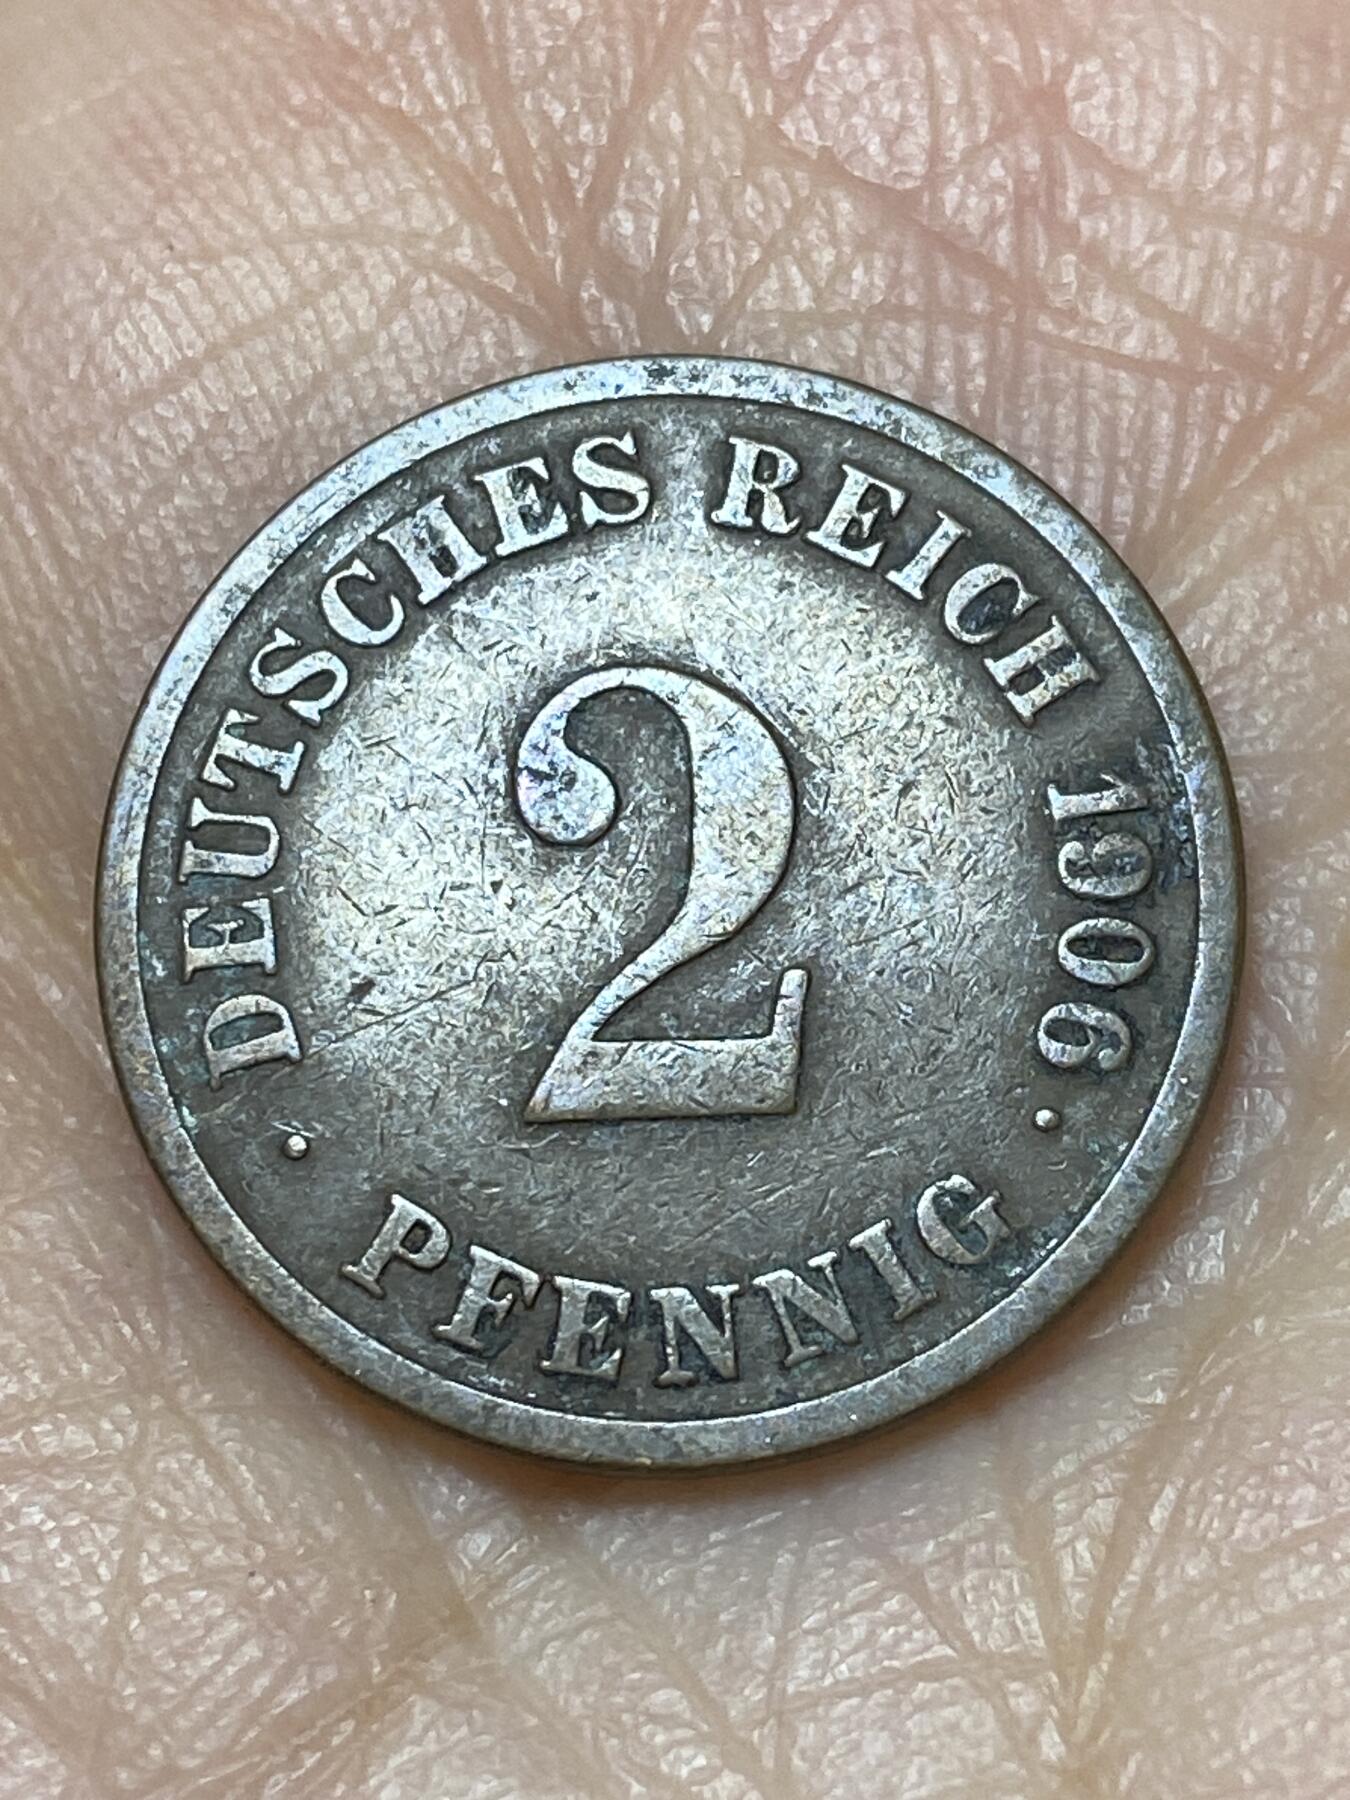 DEUTSCHES REICH 1906
2
· PFENNIG ·